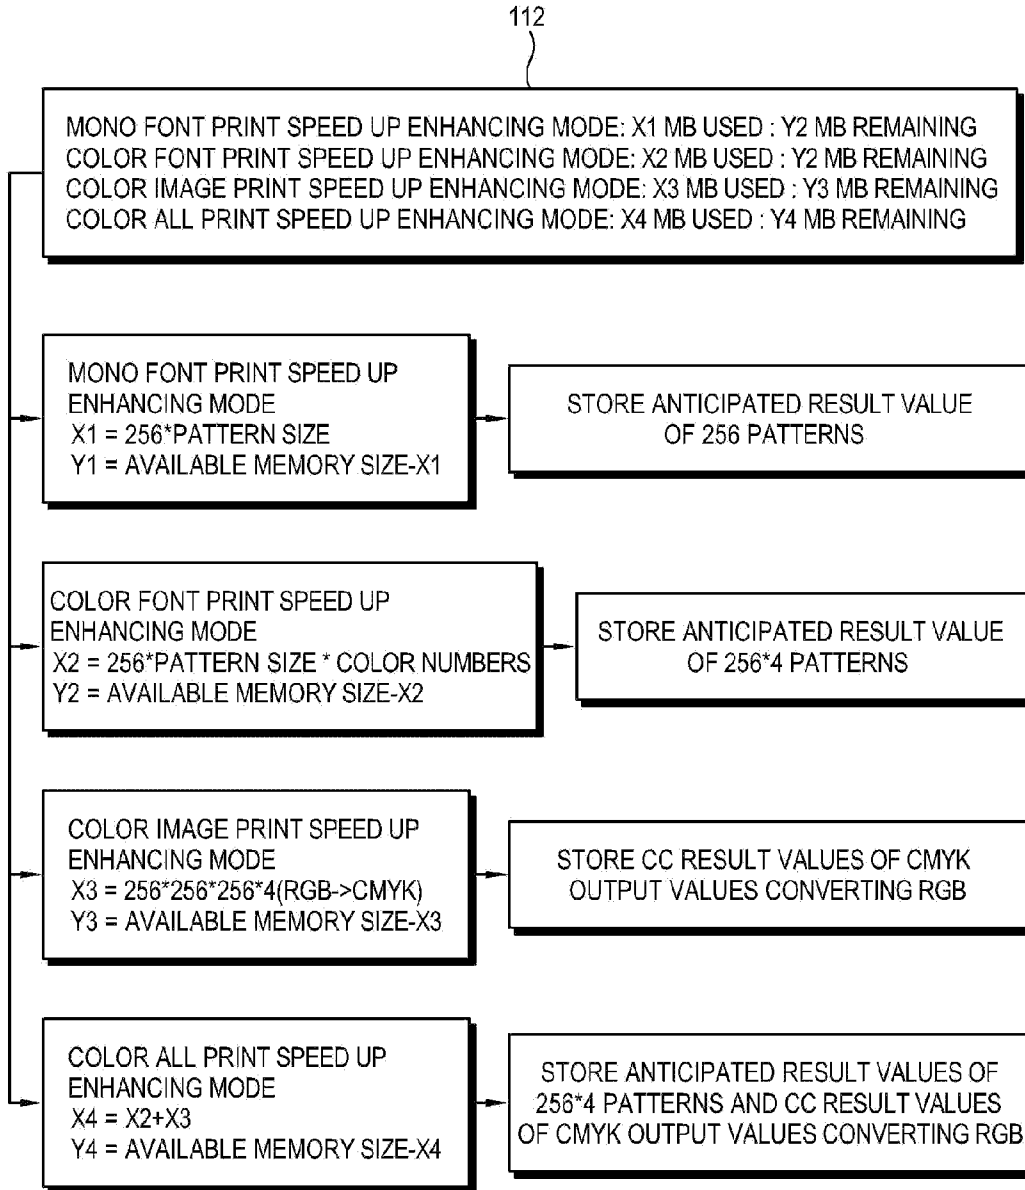 112
MONO FONT PRINT SPEED UP ENHANCING MODE: X1 MB USED : Y2 MB REMAINING
COLOR FONT PRINT SPEED UP ENHANCING MODE: X2 MB USED : Y2 MB REMAINING
COLOR IMAGE PRINT SPEED UP ENHANCING MODE: X3 MB USED : Y3 MB REMAINING
COLOR ALL PRINT SPEED UP ENHANCING MODE: X4 MB USED : Y4 MB REMAINING
MONO FONT PRINT SPEED UP
ENHANCING MODE
X1 = 256*PATTERN SIZE
Y1 = AVAILABLE MEMORY SIZE-X1
STORE ANTICIPATED RESULT VALUE
OF 256 PATTERNS
COLOR FONT PRINT SPEED UP
ENHANCING MODE
X2 = 256*PATTERN SIZE * COLOR NUMBERS
Y2 = AVAILABLE MEMORY SIZE-X2
STORE ANTICIPATED RESULT VALUE
OF 256*4 PATTERNS
COLOR IMAGE PRINT SPEED UP
ENHANCING MODE
X3 = 256*256*256*4(RGB->CMYK)
Y3 = AVAILABLE MEMORY SIZE-X3
STORE CC RESULT VALUES OF CMYK
OUTPUT VALUES CONVERTING RGB
COLOR ALL PRINT SPEED UP
ENHANCING MODE
X4 = X2+X3
Y4 = AVAILABLE MEMORY SIZE-X4
STORE ANTICIPATED RESULT VALUES OF
256*4 PATTERNS AND CC RESULT VALUES
OF CMYK OUTPUT VALUES CONVERTING RGB